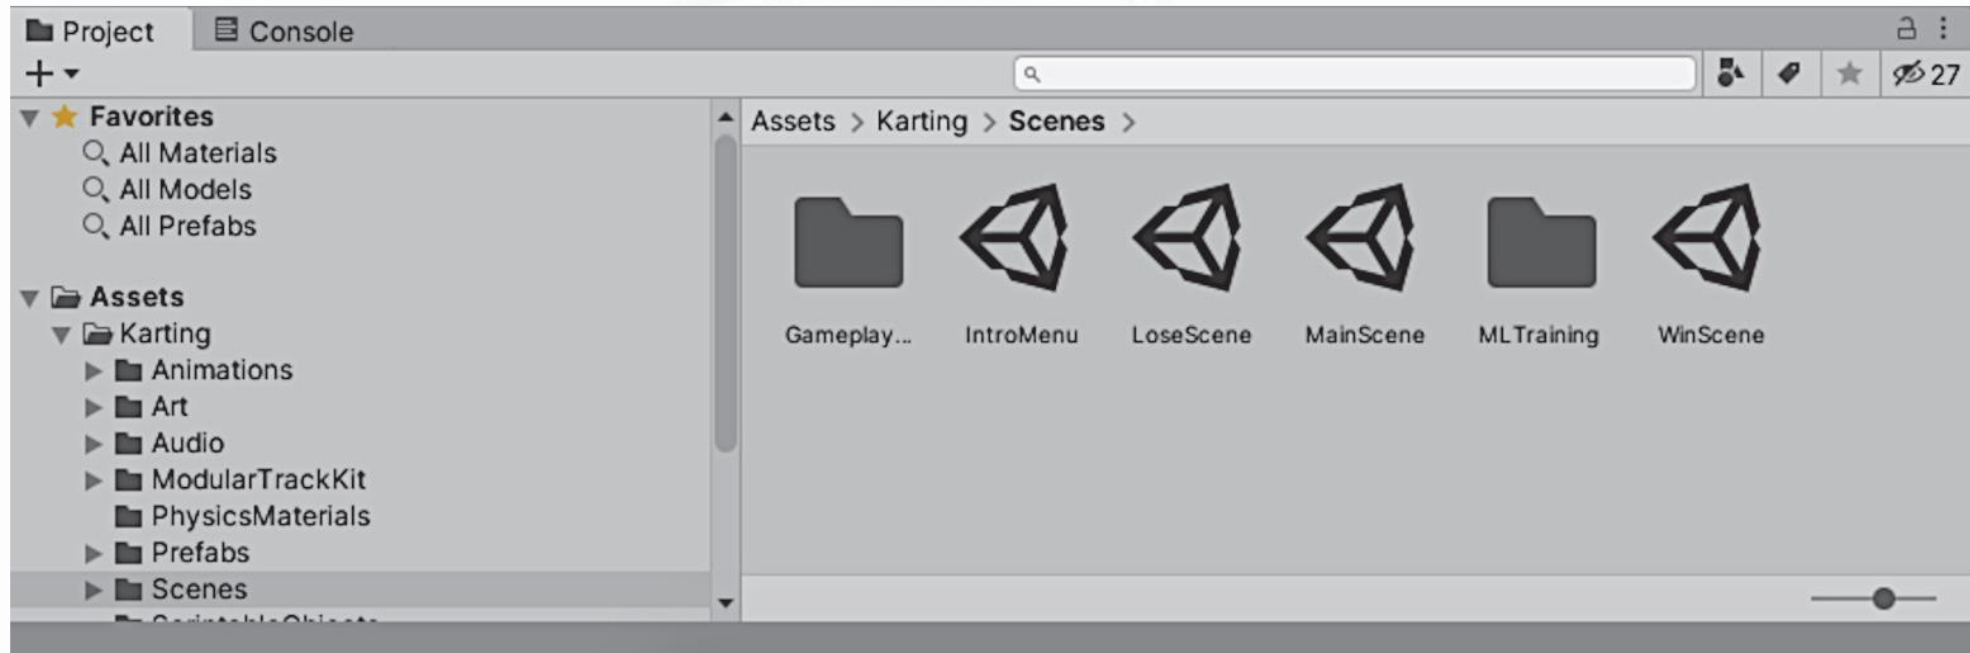 Project
Console
27
Favorites
All Materials
All Models
All Prefabs
Assets
Karting
Animations
Art
Audio
ModularTrackKit
PhysicsMaterials
Prefabs
Scenes
Assets > Karting > Scenes >
Gameplay...
IntroMenu
LoseScene
MainScene
MLTraining
WinScene